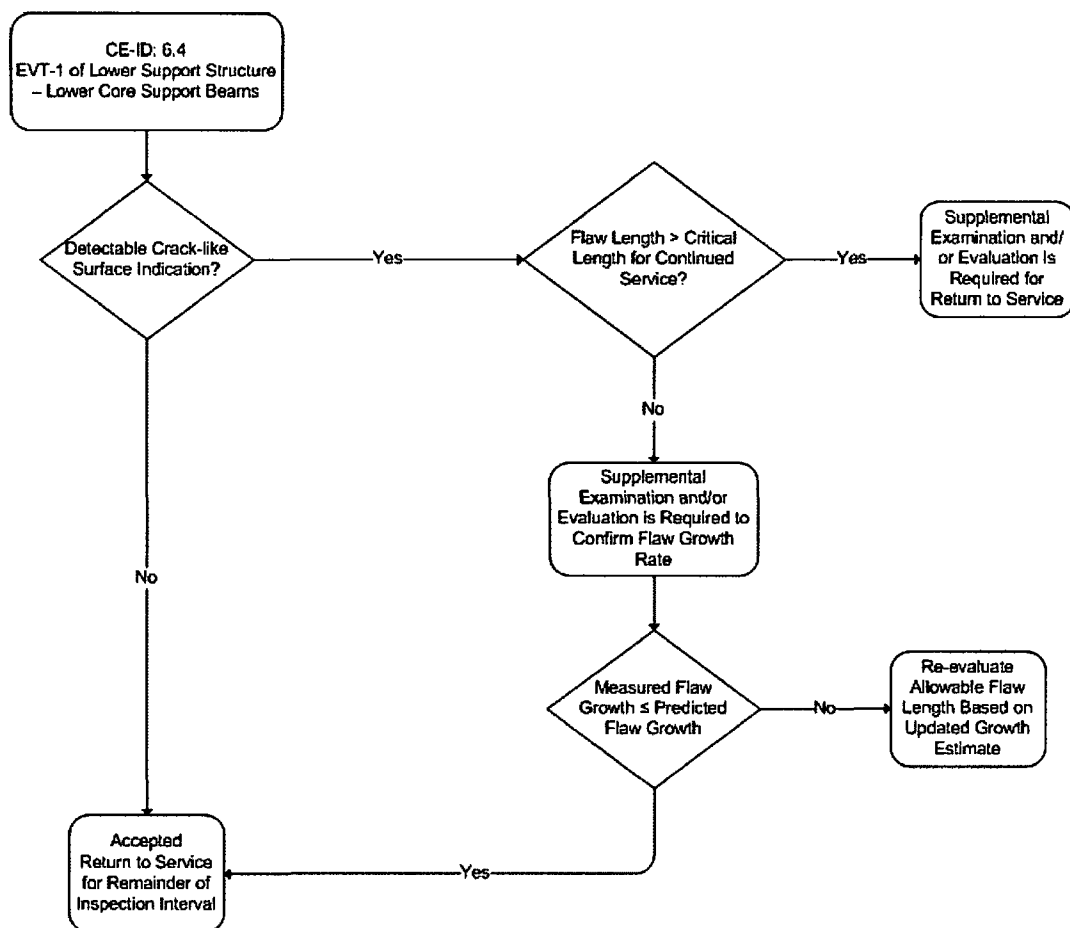 CE-ID: 6.4
EVT-1 of Lower Support Structure
– Lower Core Support Beams
Detectable Crack-like
Surface Indication?
Yes
Flaw Length > Critical
Length for Continued
Service?
Yes
Supplemental
Examination and/
or Evaluation is
Required for
Return to Service
No
Supplemental
Examination and/or
Evaluation is Required to
Confirm Flaw Growth
Rate
No
Measured Flaw
Growth ≤ Predicted
Flaw Growth
No
Re-evaluate
Allowable Flaw
Length Based on
Updated Growth
Estimate
Accepted
Return to Service
for Remainder of
Inspection Interval
Yes